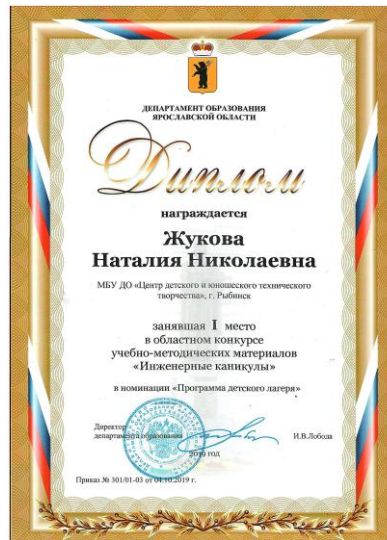 ДЕПАРТАМЕНТ ОБРАЗОВАНИЯ
ЯРОСЛАВСКОЙ ОБЛАСТИ
Диплом
награждается
Жукова
Наталия Николаевна
МБУ ДО «Центр детского и юношеского технического
творчества», г. Рыбинск
занявшая I место
в областном конкурсе
учебно-методических материалов
«Инженерные каникулы»
в номинации «Программа детского лагеря»
Директор
департамента образования
И.В.Лобода
2019 год
Приказ № 301/01-03 от 04.10.2019 г.